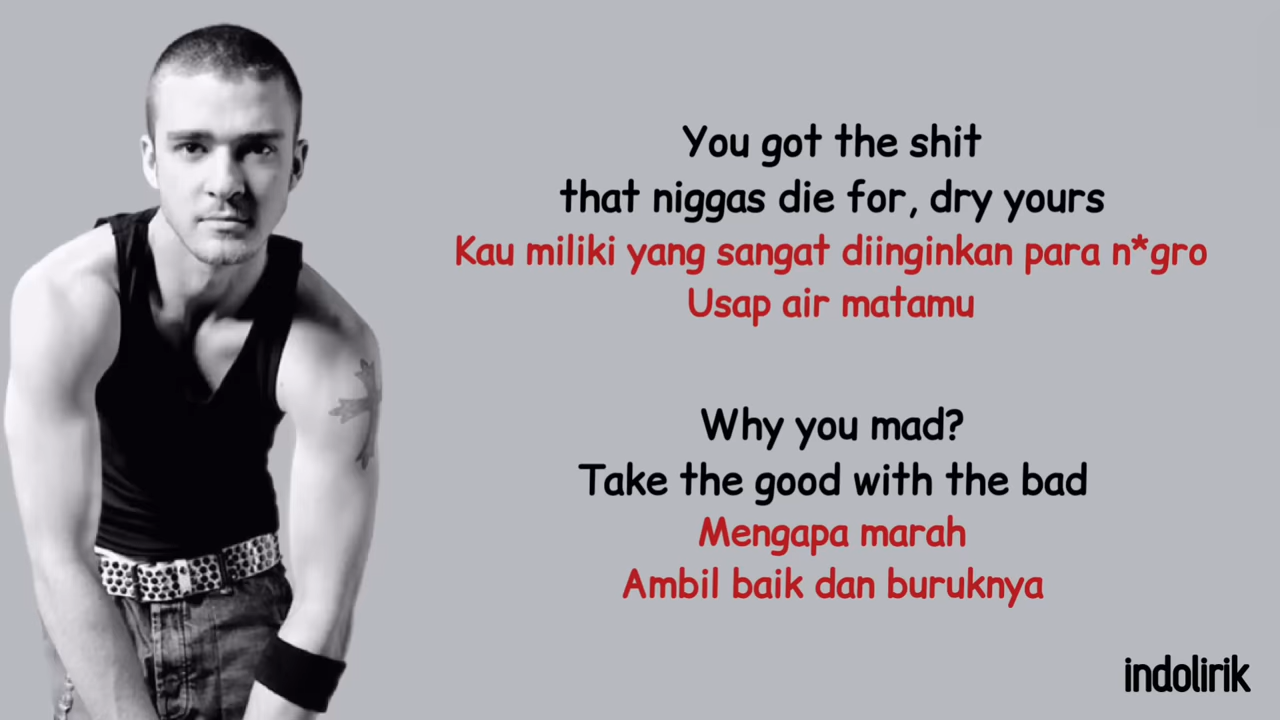 You got the shit
that niggas die for, dry yours
Kau miliki yang sangat diinginkan para n*gro
Usap air matamu
Why you mad?
Take the good with the bad
Mengapa marah
Ambil baik dan buruknya
indolirik